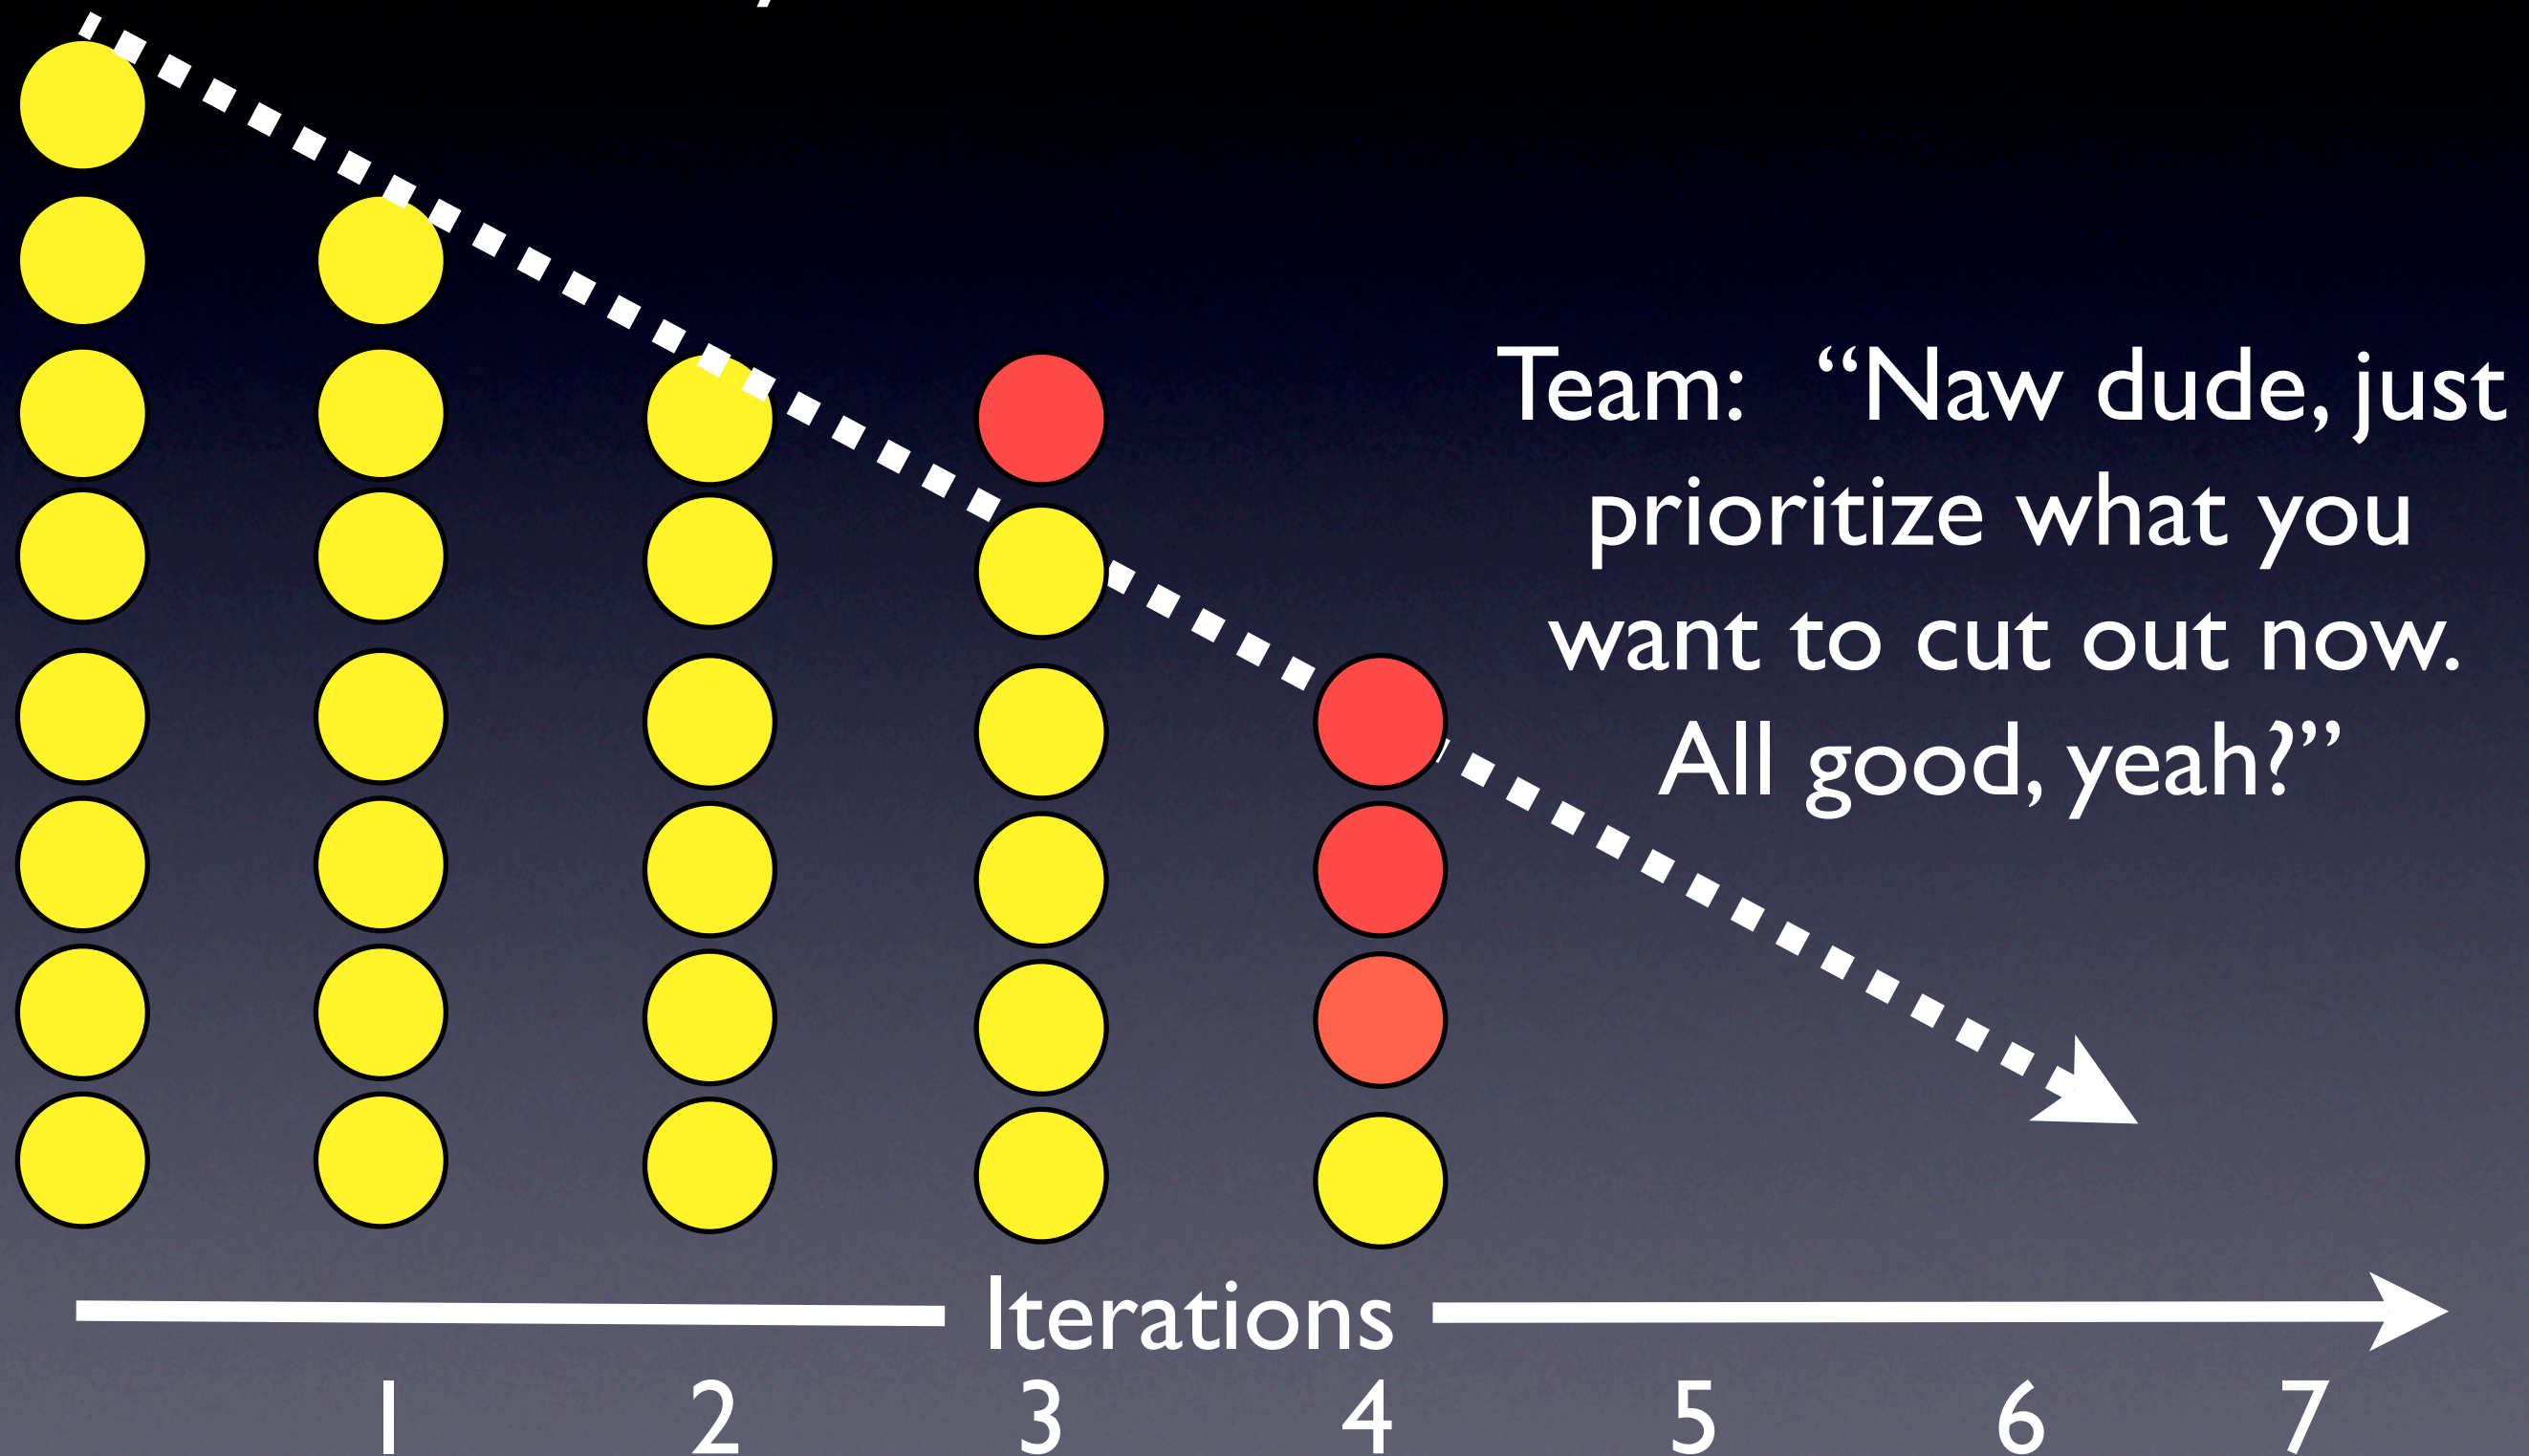 Team: “Naw dude, just
prioritize what you
want to cut out now.
All good, yeah?”
Iterations
1 2 3 4 5 6 7